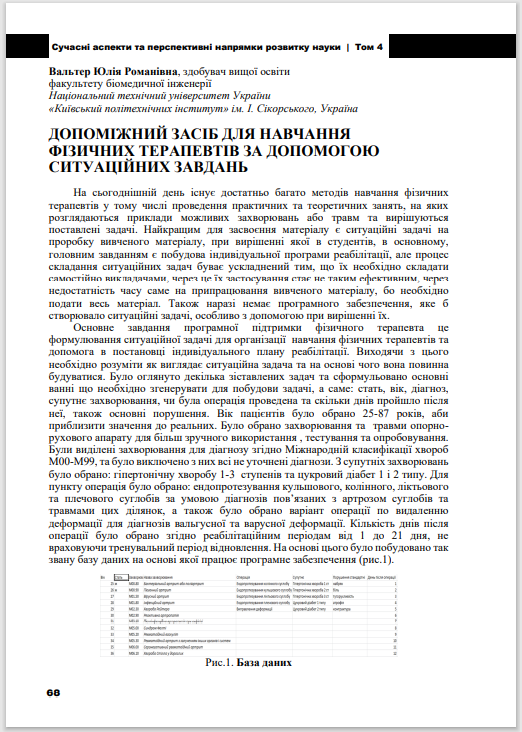 Сучасні аспекти та перспективні напрямки розвитку науки | Том 4
Вальтер Юлія Романівна, здобувач вищої освіти
факультету біомедичної інженерії
Національний технічний університет України
«Київський політехнічних інститут» ім. І. Сікорського, Україна
ДОПОМІЖНИЙ ЗАСІБ ДЛЯ НАВЧАННЯ
ФІЗИЧНИХ ТЕРАПЕВТІВ ЗА ДОПОМОГОЮ
СИТУАЦІЙНИХ ЗАВДАНЬ
На сьогоднішній день існує достатньо багато методів навчання фізичних
терапевтів у тому числі проведення практичних та теоретичних занять, на яких
розглядаються приклади можливих захворювань або травм та вирішуються
поставлені задачі. Найкращим для засвоєння матеріалу є ситуаційні задачі на
проробку вивченого матеріалу, при вирішенні якої в студентів, в основному,
головним завданням є побудова індивідуальної програми реабілітації, але процес
складання ситуаційних задач буває ускладнений тим, що їх необхідно складати
самостійно викладачами, через це їх застосування стає не таким ефективним, через
недостатність часу саме на припрацювання вивченого матеріалу, бо необхідно
подати весь матеріал. Також наразі немає програмного забезпечення, яке б
створювало ситуаційні задачі, особливо з допомогою при вирішенні їх.
Основне завдання програмної підтримки фізичного терапевта це
формулювання ситуаційної задачі для організації навчання фізичних терапевтів та
допомога в постановці індивідуального плану реабілітації. Виходячи з цього
необхідно розуміти як виглядає ситуаційна задача та на основі чого вона повинна
будуватися. Було оглянуто декілька зіставлених задач та сформульовано основні
ванні що необхідно згенерувати для побудови задачі, а саме: стать, вік, діагноз,
супутнє захворювання, чи була операція проведена та скільки днів пройшло після
неї, також основні порушення. Вік пацієнтів було обрано 25-87 років, аби
приблизити значення до реальних. Було обрано захворювання та травми опорно-
рухового апарату для більш зручного використання , тестування та опробовування.
Були виділені захворювання для діагнозу згідно Міжнародній класифікації хвороб
М00-М99, та було виключено з них всі не уточнені діагнози. З супутніх захворювань
було обрано: гіпертонічну хворобу 1-3 ступенів та цукровий діабет 1 і 2 типу. Для
пункту операція було обрано: ендопротезування кульшового, колінного, ліктьового
та плечового суглобів за умовою діагнозів пов’язаних з артрозом суглобів та
травмами цих ділянок, а також було обрано варіант операції по видаленню
деформації для діагнозів вальгусної та варусної деформації. Кількість днів після
операції було обрано згідно реабілітаційним періодам від 1 до 21 дня, не
враховуючи тренувальний період відновлення. На основі цього було побудовано так
звану базу даних на основі якої працює програмне забезпечення (рис.1).
Рис.1. База даних
68